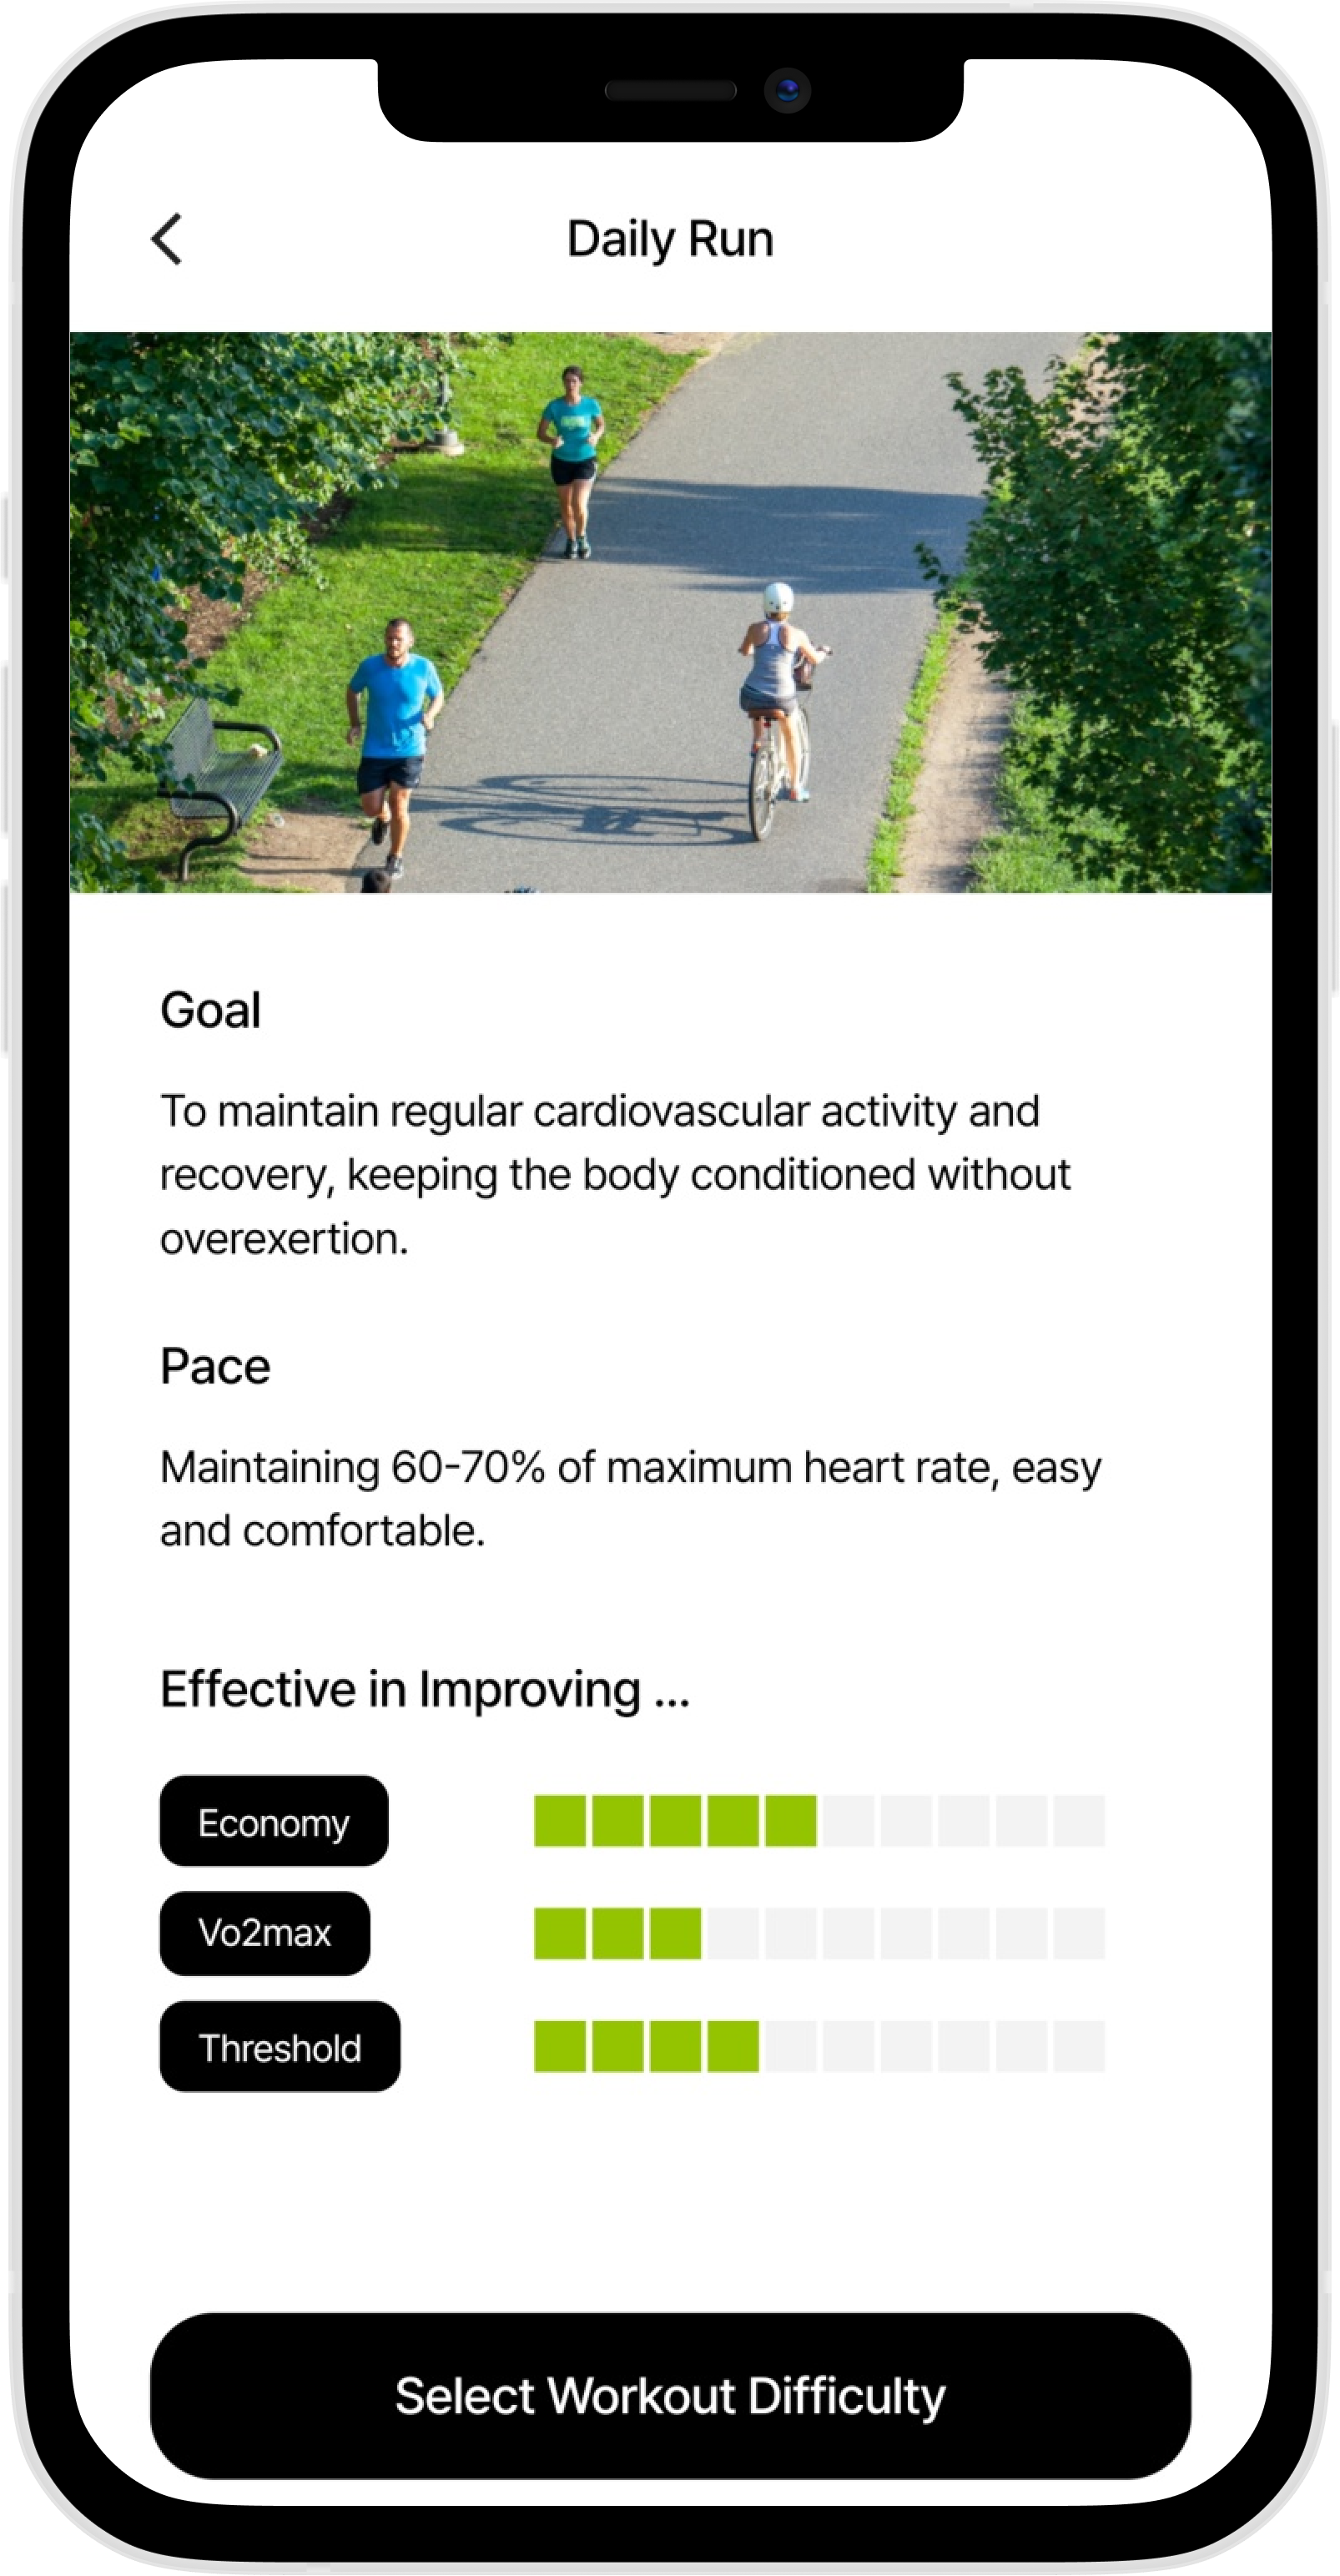 Daily Run
Goal
To maintain regular cardiovascular activity and
recovery, keeping the body conditioned without
overexertion.
Pace
Maintaining 60-70% of maximum heart rate, easy
and comfortable.
Effective in Improving ...
Economy
Vo2max
Threshold
Select Workout Difficulty